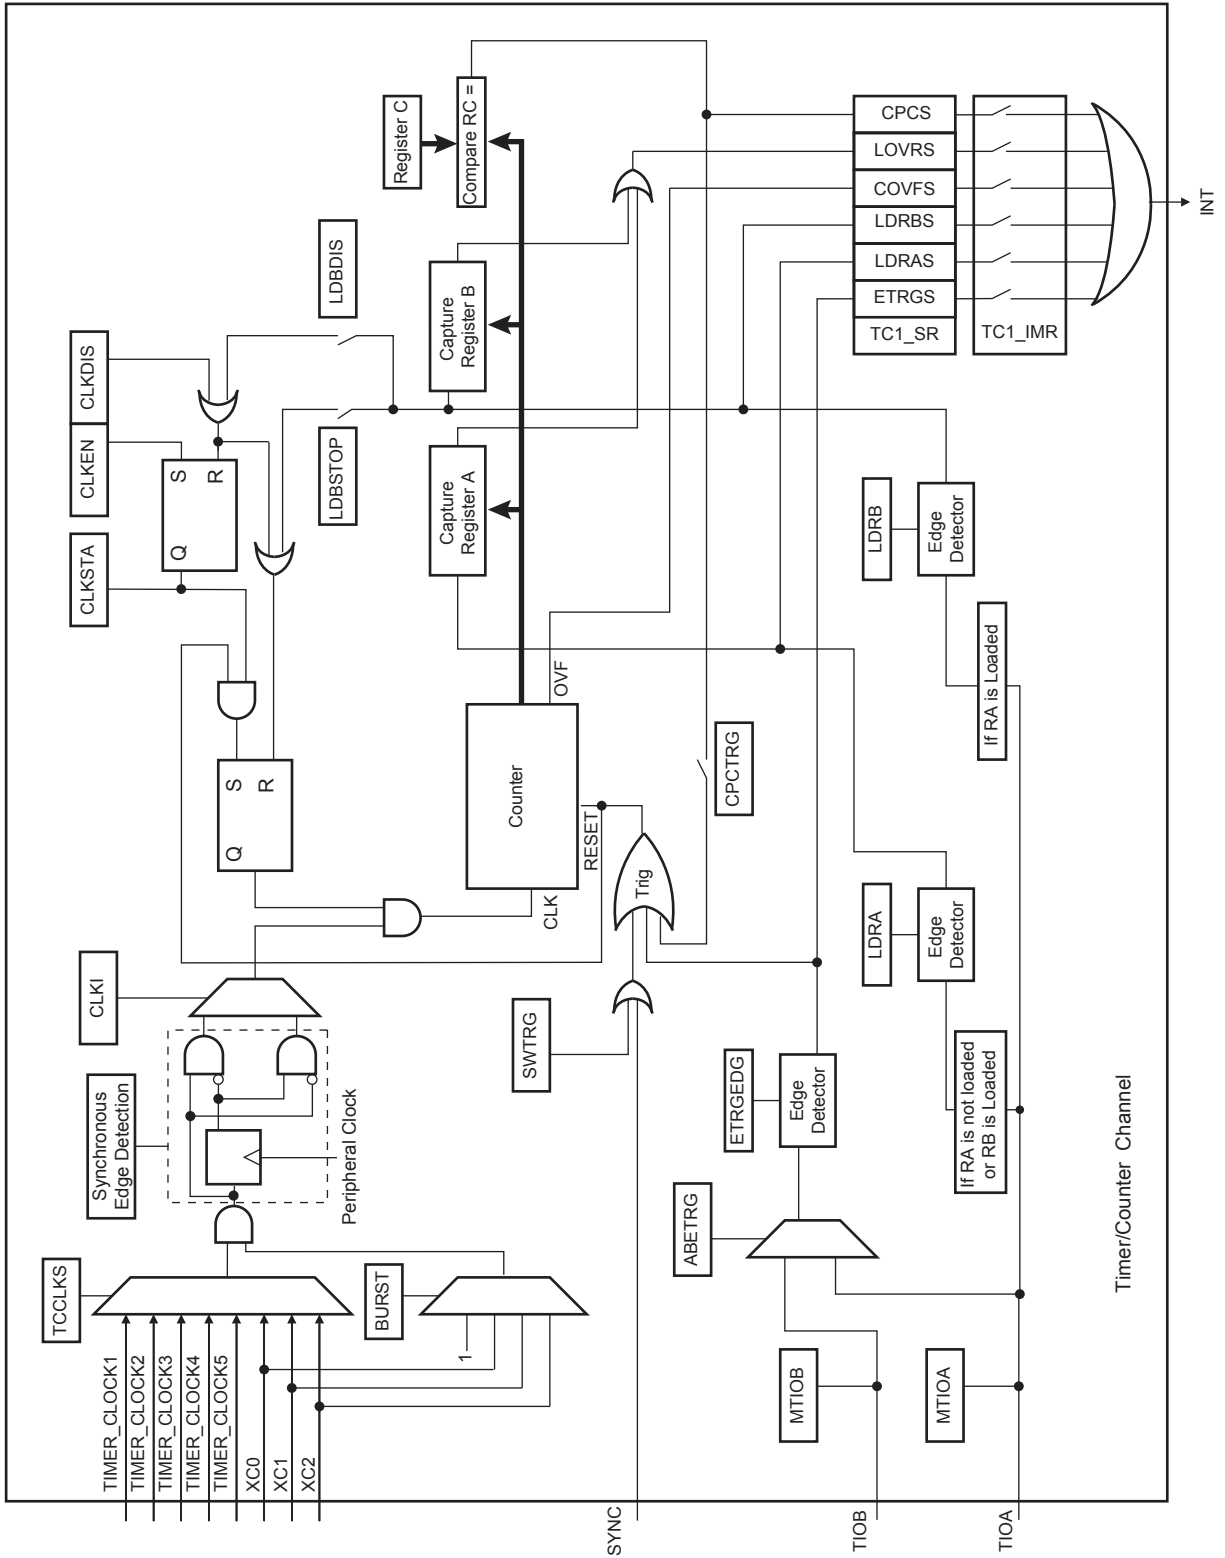 TCCLKS
TIMER_CLOCK1
TIMER_CLOCK2
TIMER_CLOCK3
TIMER_CLOCK4
TIMER_CLOCK5
XC0
XC1
XC2
BURST
1
Synchronous
Edge Detection
Peripheral Clock
CLKI
CLKSTA
CLKEN
CLKDIS
Q
S
R
Q
S
R
LDBSTOP
LDBDIS
Register C
Compare RC =
Capture
Register A
Capture
Register B
Counter
CLK
RESET
OVF
SYNC
SWTRG
Trig
CPCTRG
TIOB
MTIOB
ABETRG
ETRGEDG
Edge
Detector
TIOA
MTIOA
If RA is not loaded
or RB is Loaded
LDRA
Edge
Detector
If RA is Loaded
LDRB
Edge
Detector
CPCS
LOVRS
COVFS
LDRBS
LDRAS
ETRGS
TC1_SR
TC1_IMR
INT
Timer/Counter Channel